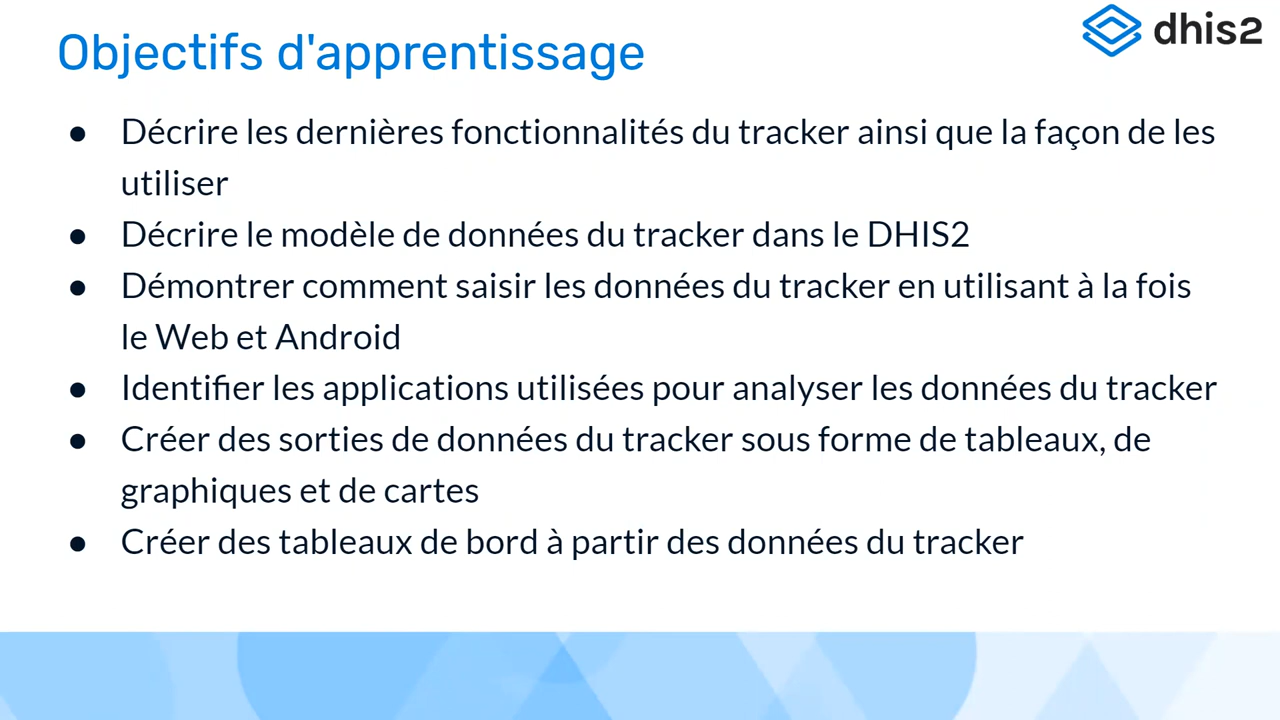 dhis2
Objectifs d'apprentissage
● Décrire les dernières fonctionnalités du tracker ainsi que la façon de les
utiliser
● Décrire le modèle de données du tracker dans le DHIS2
● Démontrer comment saisir les données du tracker en utilisant à la fois
le Web et Android
● Identifier les applications utilisées pour analyser les données du tracker
● Créer des sorties de données du tracker sous forme de tableaux, de
graphiques et de cartes
● Créer des tableaux de bord à partir des données du tracker